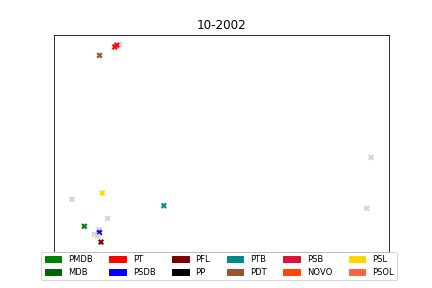 10-2002
PMDB PT PFL PTB PSB PSL
MDB PSDB PP PDT NOVO PSOL